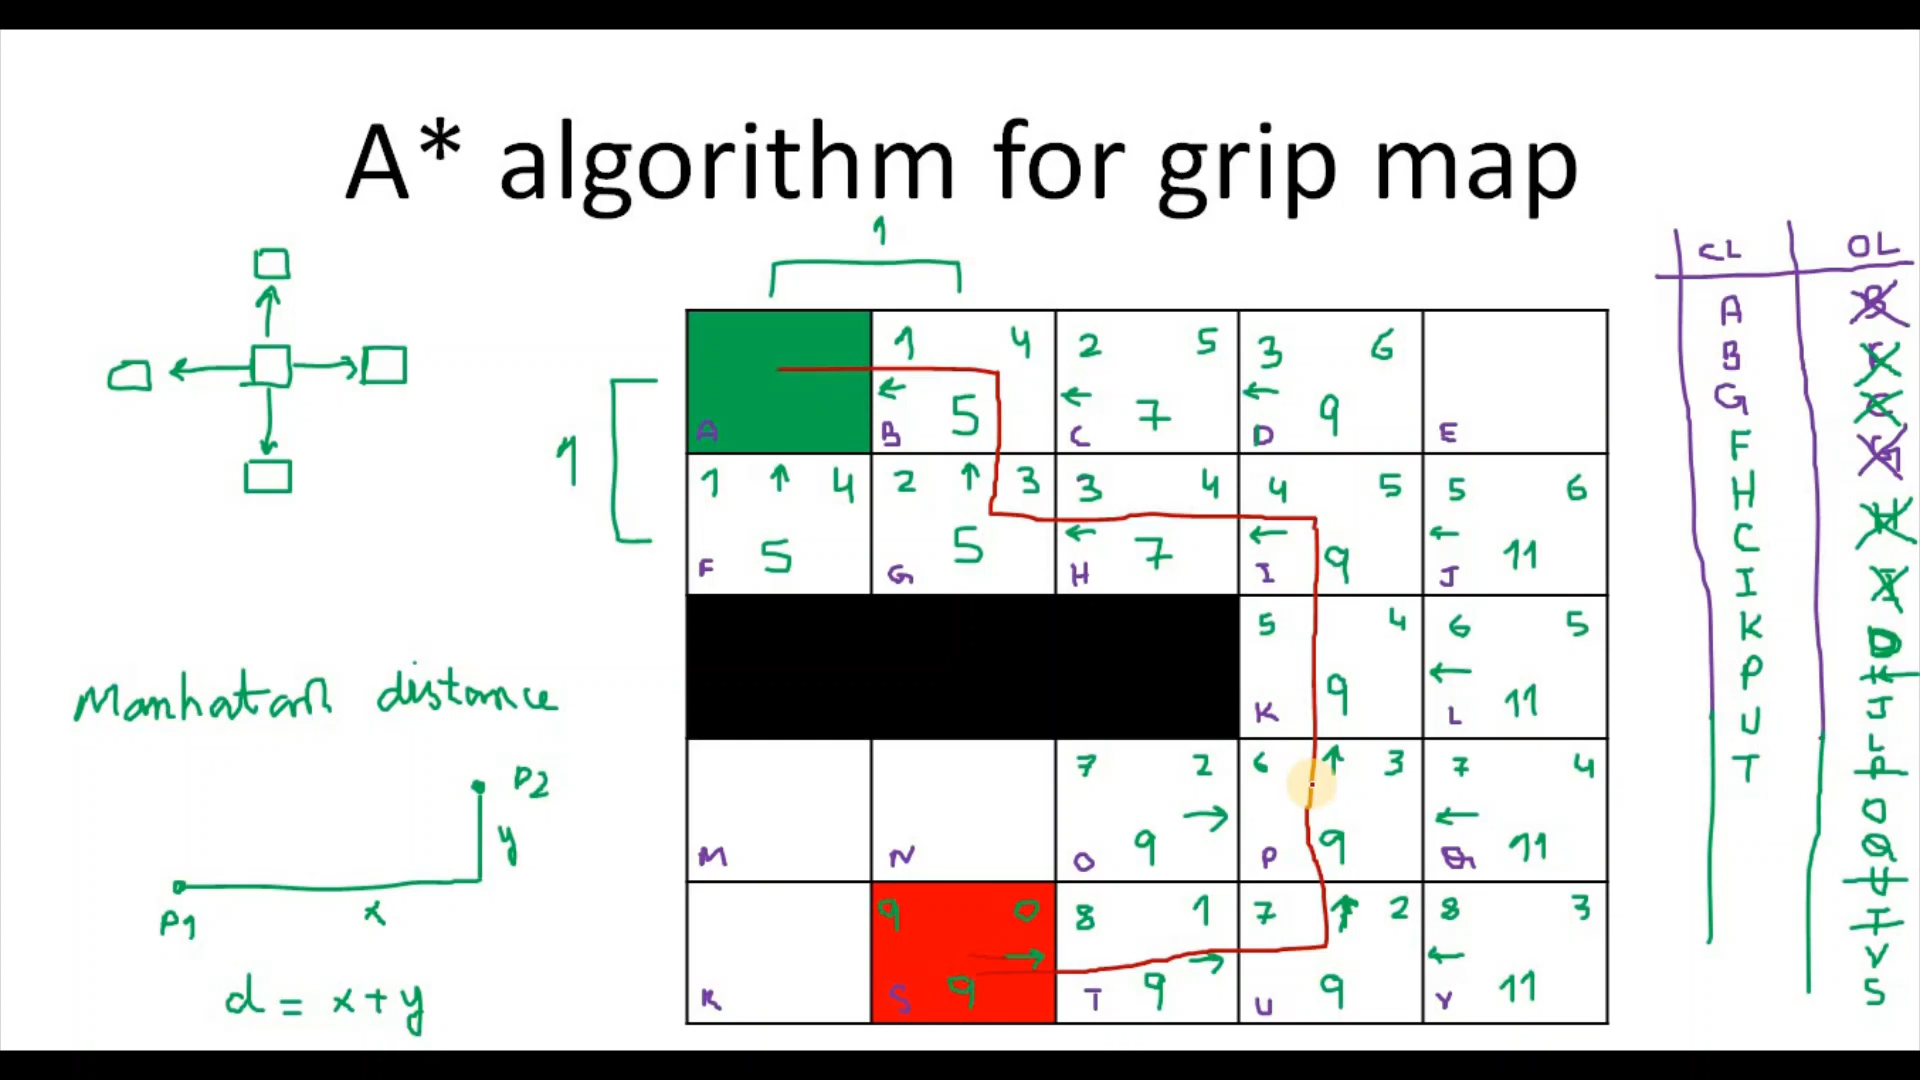 A* algorithm for grip map
1
CL OL
A B
B F
G C
F G
H H
C I
I D
K K
P J
U L
T P
O
Q
U
T
V
S
1 4 2 5 3 6
← ← ←
5 7 9
A B C D E
1
1 ↑ 4 2 ↑ 3 3 4 4 5 5 6
← ← ←
5 5 7 9 11
F G H I J
5 4 6 5
←
9 11
K L
7 2 6 ↑ 3 7 4
→ ←
9 9 11
M N O P
9 0 8 1 7 ↑ 2 8 3
→ → ←
9 9 9 11
S T U V
Manhatan distance
P2
y
x
P1
d = x+y